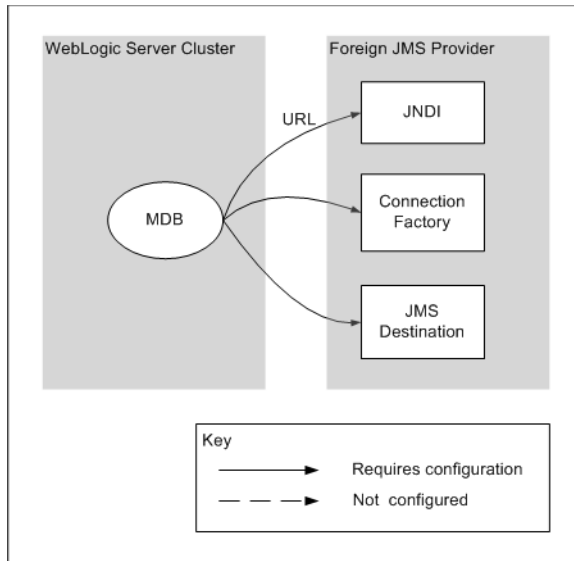 WebLogic Server Cluster
Foreign JMS Provider
URL
JNDI
MDB
Connection
Factory
JMS
Destination
Key
Requires configuration
Not configured